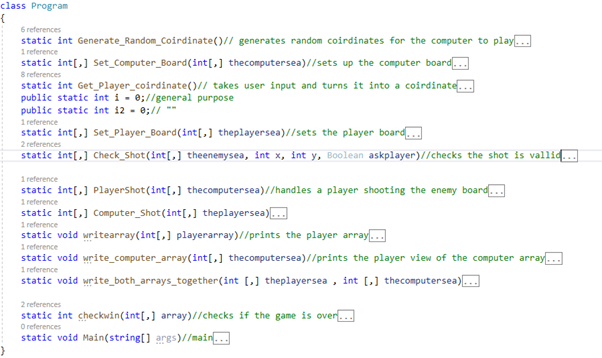 class Program
{
6 references
static int Generate_Random_Coirdinate()// generates random coirdinates for the computer to play...
1 reference
static int[,] Set_Computer_Board(int[,] thecomputersea)//sets up the computer board...
8 references
static int Get_Player_coirdinate()// takes user input and turns it into a coirdinate...
public static int i = 0;//general purpose
public static int i2 = 0;// ""
1 reference
static int[,] Set_Player_Board(int[,] theplayersea)//sets the player board...
2 references
static int[,] Check_Shot(int[,] theenemysea, int x, int y, Boolean askplayer)//checks the shot is vallid...
1 reference
static int[,] PlayerShot(int[,] thecomputersea)//handles a player shooting the enemy board...
1 reference
static int[,] Computer_Shot(int[,] theplayersea)...
1 reference
static void writearray(int[,] playerarray)//prints the player array...
1 reference
static void write_computer_array(int[,] thecomputersea)//prints the player view of the computer array...
1 reference
static void write_both_arrays_together(int [,] theplayersea , int [,] thecomputersea)...
2 references
static int checkwin(int[,] array)//checks if the game is over...
0 references
static void Main(string[] args)//main...
}